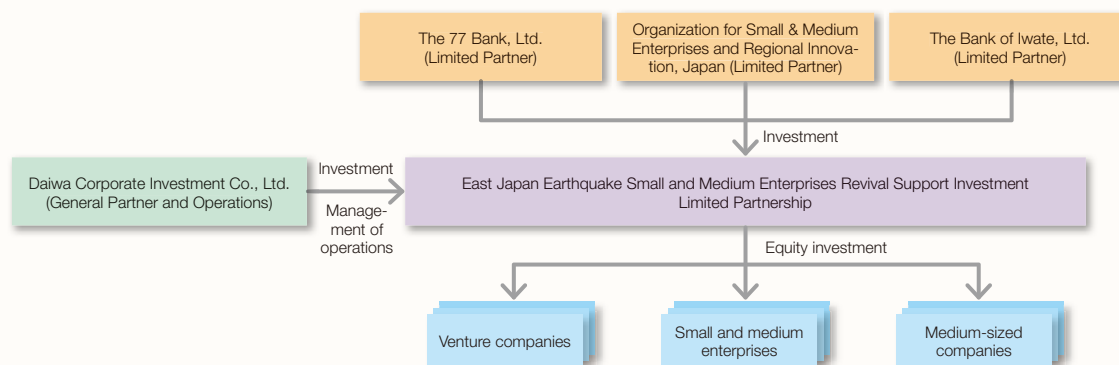 The 77 Bank, Ltd.
(Limited Partner)
Organization for Small & Medium
Enterprises and Regional Innova-
tion, Japan (Limited Partner)
The Bank of Iwate, Ltd.
(Limited Partner)
Investment
Daiwa Corporate Investment Co., Ltd.
(General Partner and Operations)
Investment
Manage-
ment of
operations
East Japan Earthquake Small and Medium Enterprises Revival Support Investment
Limited Partnership
Equity investment
Venture companies
Small and medium
enterprises
Medium-sized
companies